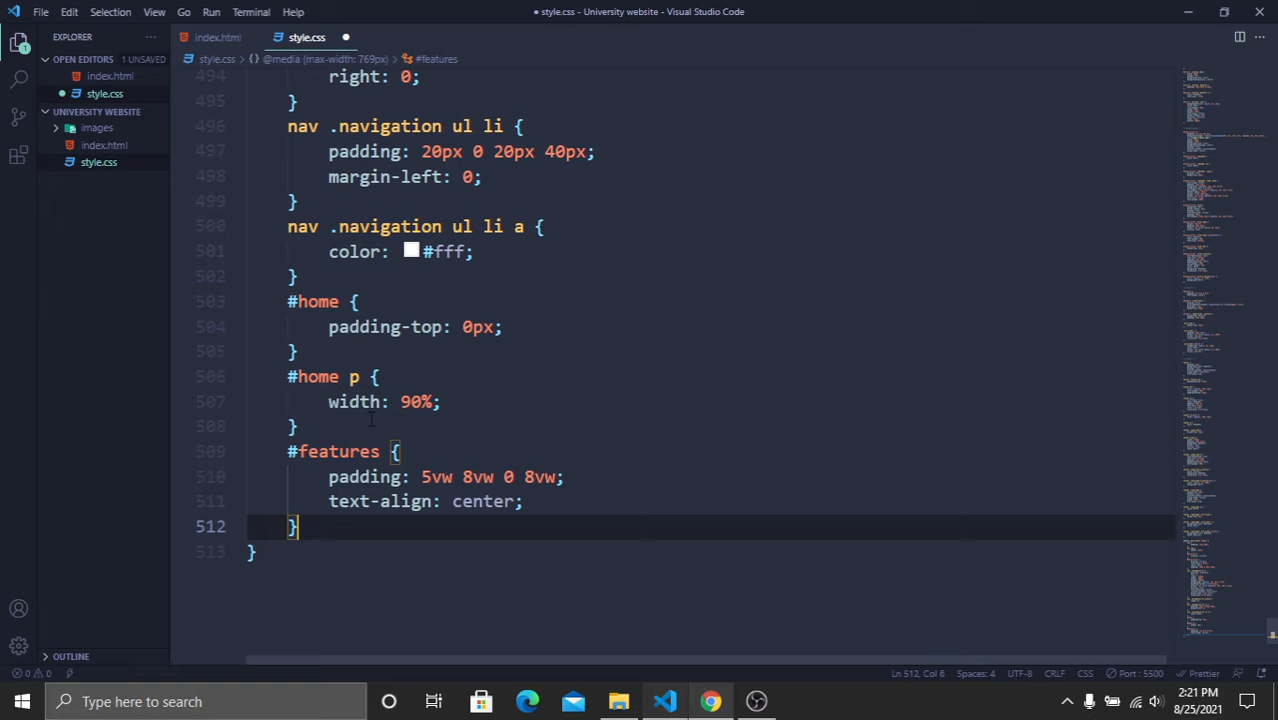 File Edit Selection View Go Run Terminal Help
● style.css - University website - Visual Studio Code
EXPLORER
index.html
style.css
OPEN EDITORS 1 UNSAVED
index.html
style.css
UNIVERSITY WEBSITE
images
index.html
style.css
OUTLINE
style.css > {} @media (max-width: 769px) > #features
494 right: 0;
495 }
496 nav .navigation ul li {
497 padding: 20px 0 20px 40px;
498 margin-left: 0;
499 }
500 nav .navigation ul li a {
501 color: #fff;
502 }
503 #home {
504 padding-top: 0px;
505 }
506 #home p {
507 width: 90%;
508 }
509 #features {
510 padding: 5vw 8vw 0 8vw;
511 text-align: center;
512 }
513 }
0 0
Ln 512, Col 6 Spaces: 4 UTF-8 CRLF CSS Port : 5500 Prettier
Type here to search
2:21 PM
8/25/2021